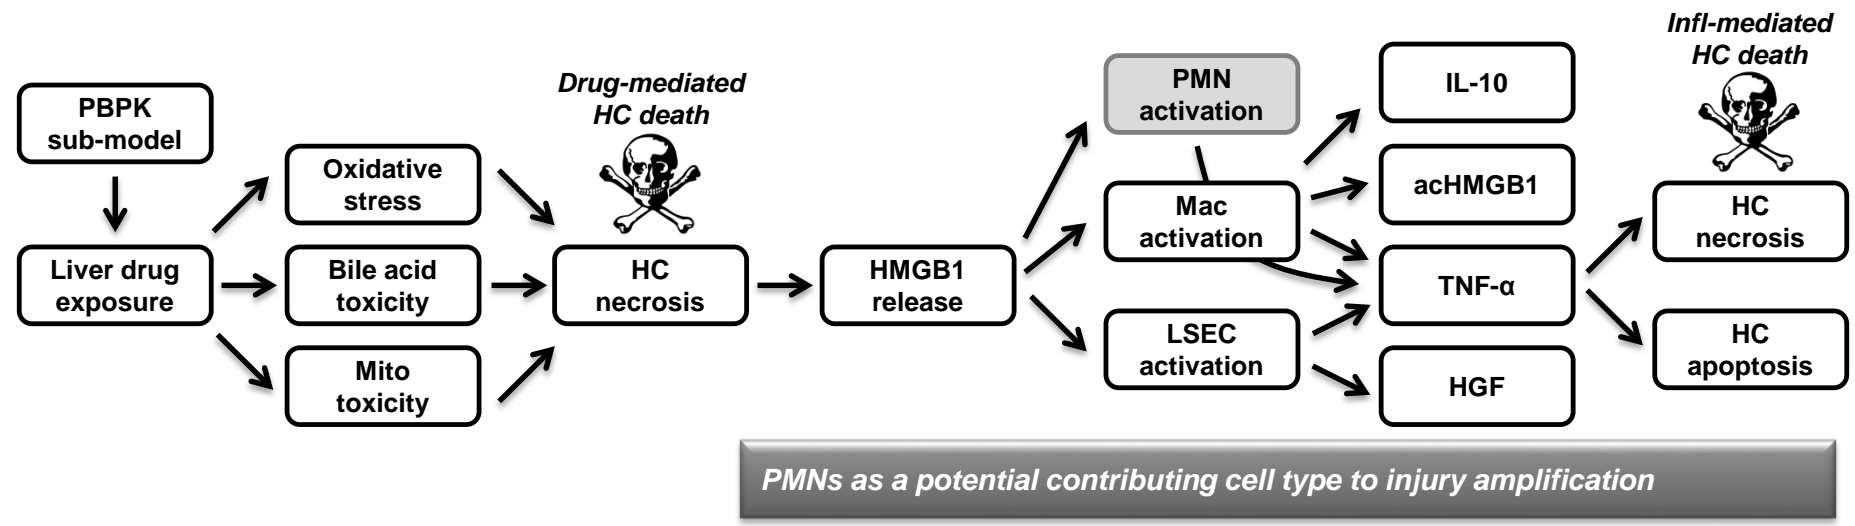 PBPK
sub-model
Liver drug
exposure
Oxidative
stress
Bile acid
toxicity
Mito
toxicity
Drug-mediated
HC death
HC
necrosis
HMGB1
release
PMN
activation
Mac
activation
LSEC
activation
IL-10
acHMGB1
TNF-α
HGF
Infl-mediated
HC death
HC
necrosis
HC
apoptosis
PMNs as a potential contributing cell type to injury amplification